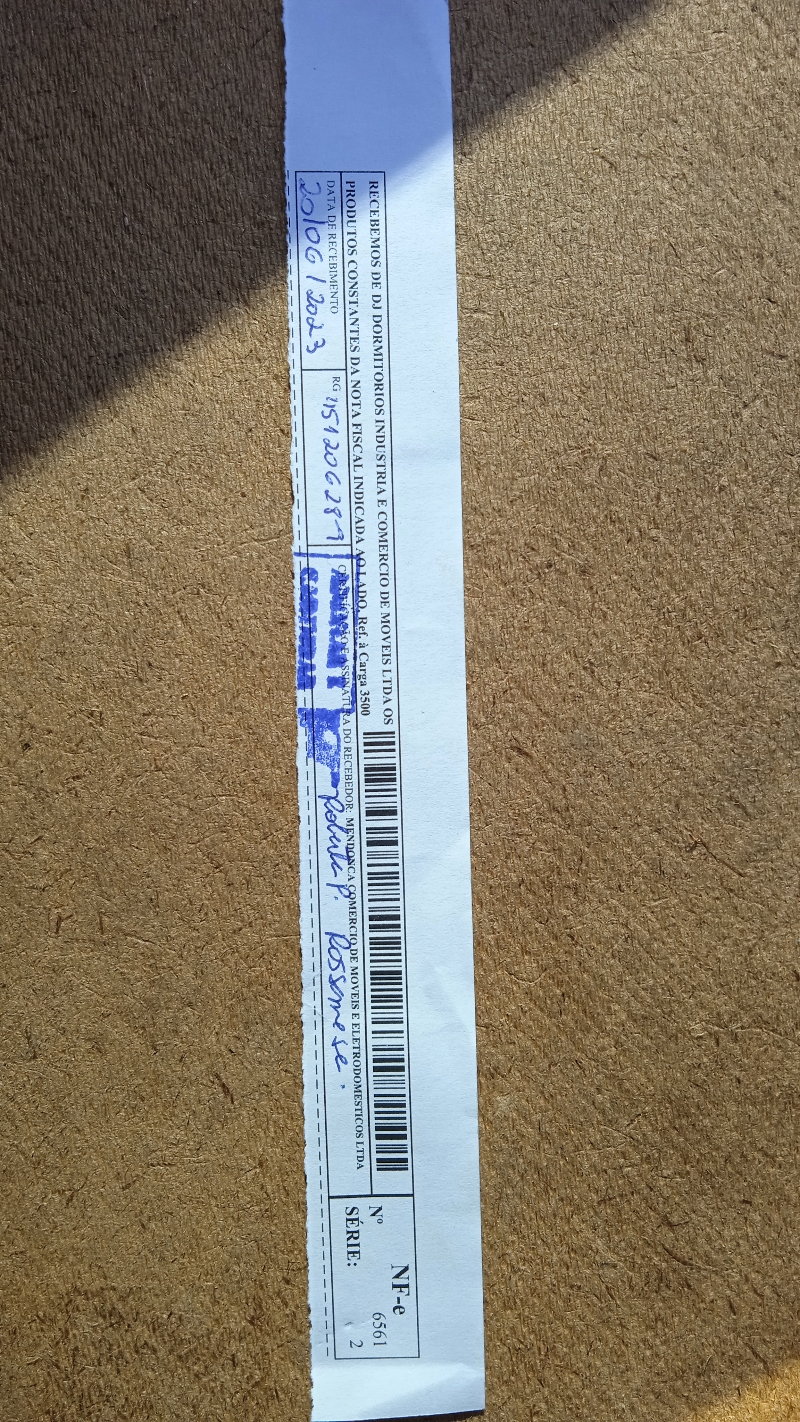 RECEBEMOS DE DJ DORMITORIOS INDUSTRIA E COMERCIO DE MOVEIS LTDA OS
PRODUTOS CONSTANTES DA NOTA FISCAL INDICADA AO LADO. Ref. à Carga 3500
DATA DE RECEBIMENTO
20/06/2023
RG
ASSINATURA DO RECEBEDOR: MENDONCA COMERCIO DE MOVEIS E ELETRODOMESTICOS LTDA
P.
NF-e
Nº 6561
SÉRIE: 2